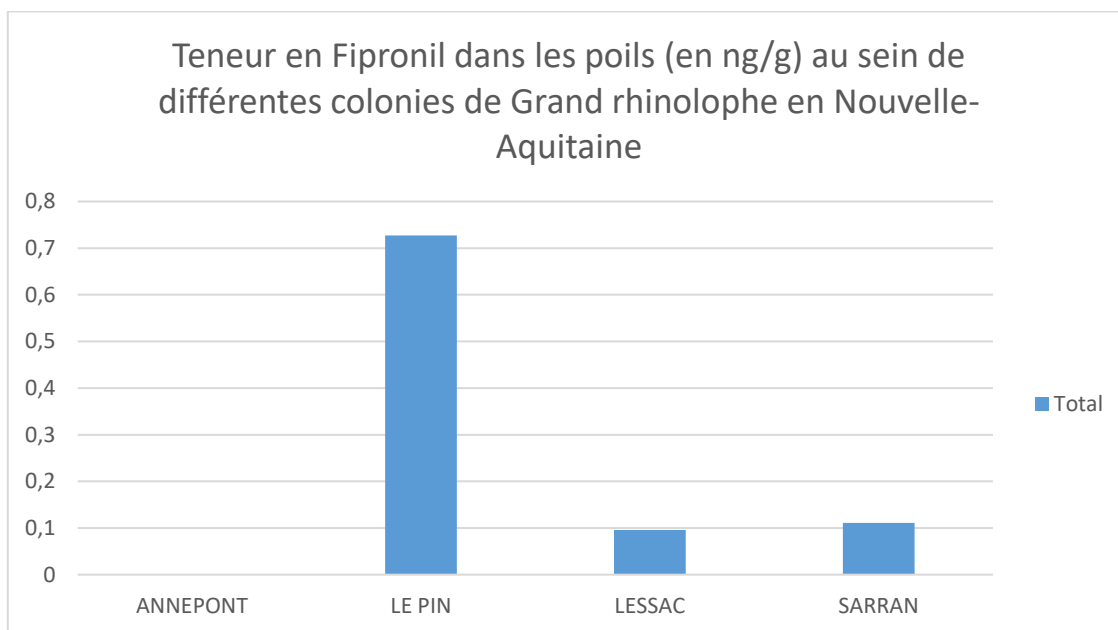 Teneur en Fipronil dans les poils (en ng/g) au sein de
différentes colonies de Grand rhinolophe en Nouvelle-
Aquitaine
0,8
0,7
0,6
0,5
0,4
0,3
0,2
0,1
0
ANNEPONT LE PIN LESSAC SARRAN
Total